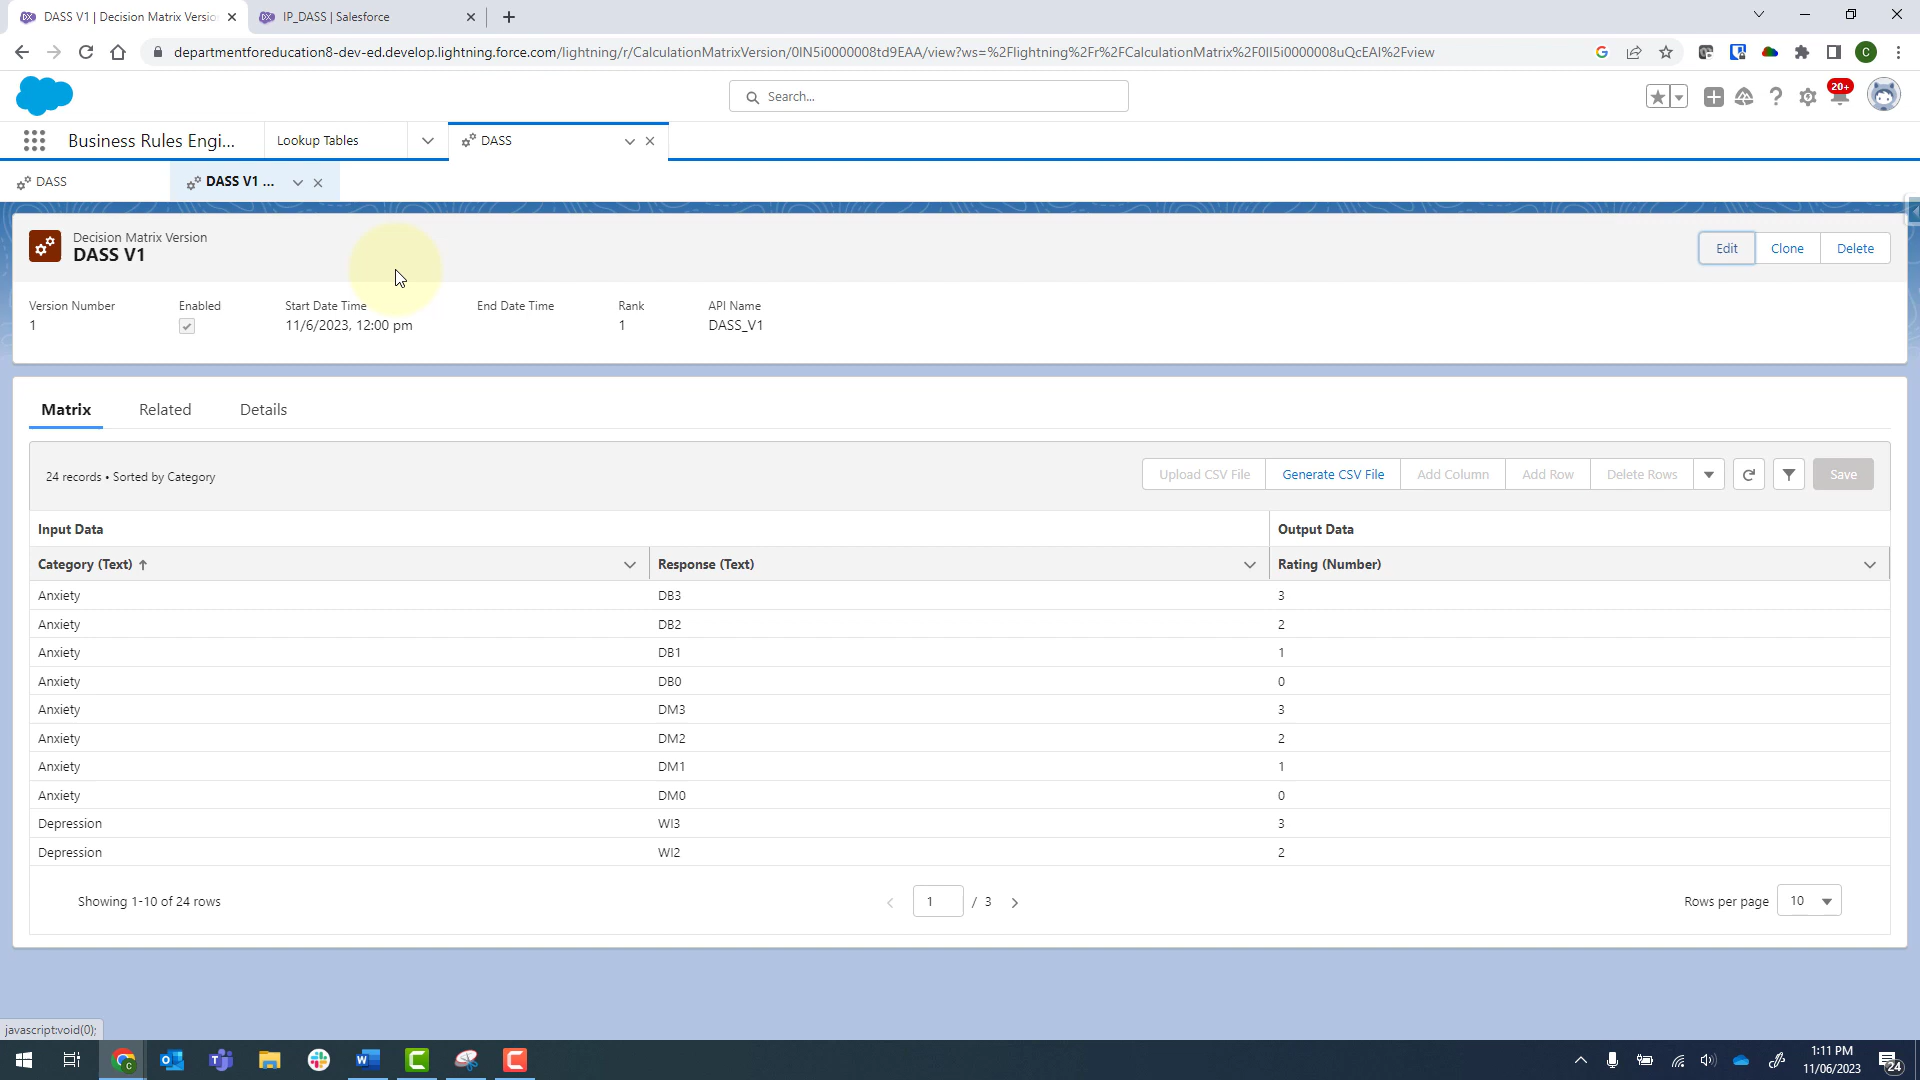 DASS V1 | Decision Matrix Versio
IP_DASS | Salesforce
departmentforeducation8-dev-ed.develop.lightning.force.com/lightning/r/CalculationMatrixVersion/0IN5i0000008td9EAA/view?ws=%2Flightning%2Fr%2FCalculationMatrix%2F0II5i0000008uQcEAI%2Fview
C
Search...
20+
Business Rules Engi...
Lookup Tables
DASS
DASS
DASS V1 ...
Decision Matrix Version
DASS V1
Edit
Clone
Delete
Version Number
Enabled
Start Date Time
End Date Time
Rank
API Name
1
11/6/2023, 12:00 pm
1
DASS_V1
Matrix
Related
Details
24 records • Sorted by Category
Upload CSV File
Generate CSV File
Add Column
Add Row
Delete Rows
Save
Input Data
Output Data
Category (Text)
Response (Text)
Rating (Number)
Anxiety DB3 3
Anxiety DB2 2
Anxiety DB1 1
Anxiety DB0 0
Anxiety DM3 3
Anxiety DM2 2
Anxiety DM1 1
Anxiety DM0 0
Depression WI3 3
Depression WI2 2
Showing 1-10 of 24 rows
1 / 3
Rows per page 10
javascript:void(0);
1:11 PM
11/06/2023
24